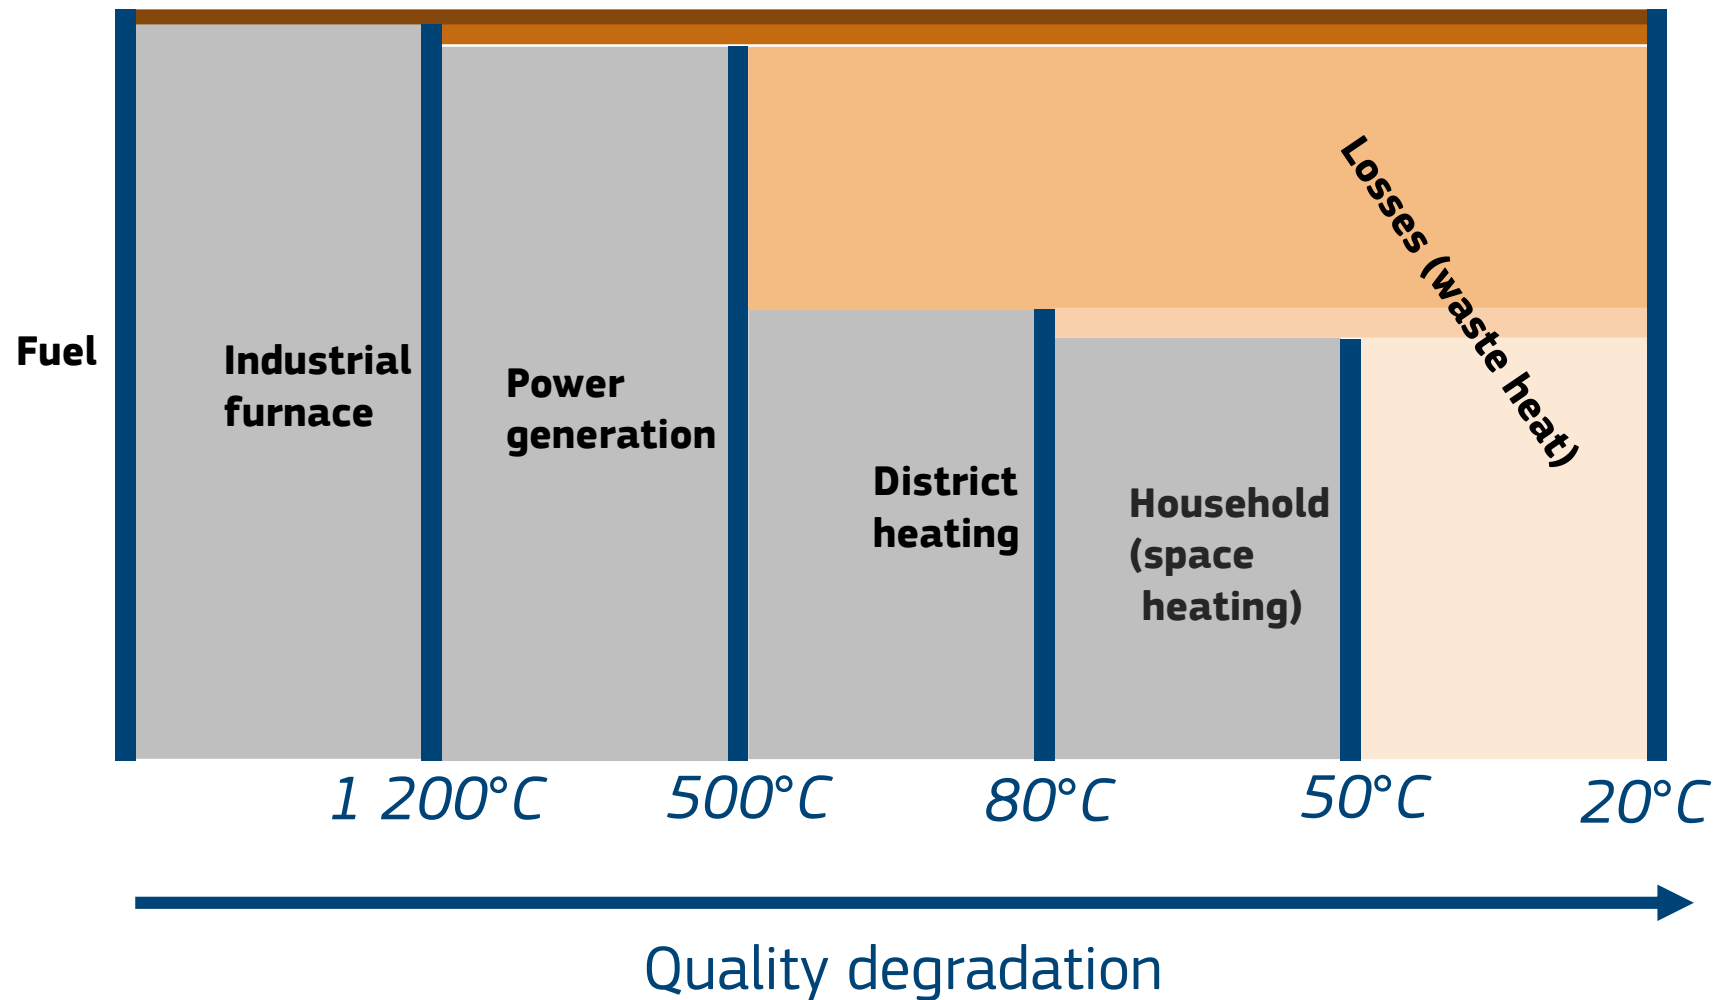 Fuel
Industrial
furnace
Power
generation
District
heating
Household
(space
heating)
Losses (waste heat)
1 200°C
500°C
80°C
50°C
20°C
Quality degradation